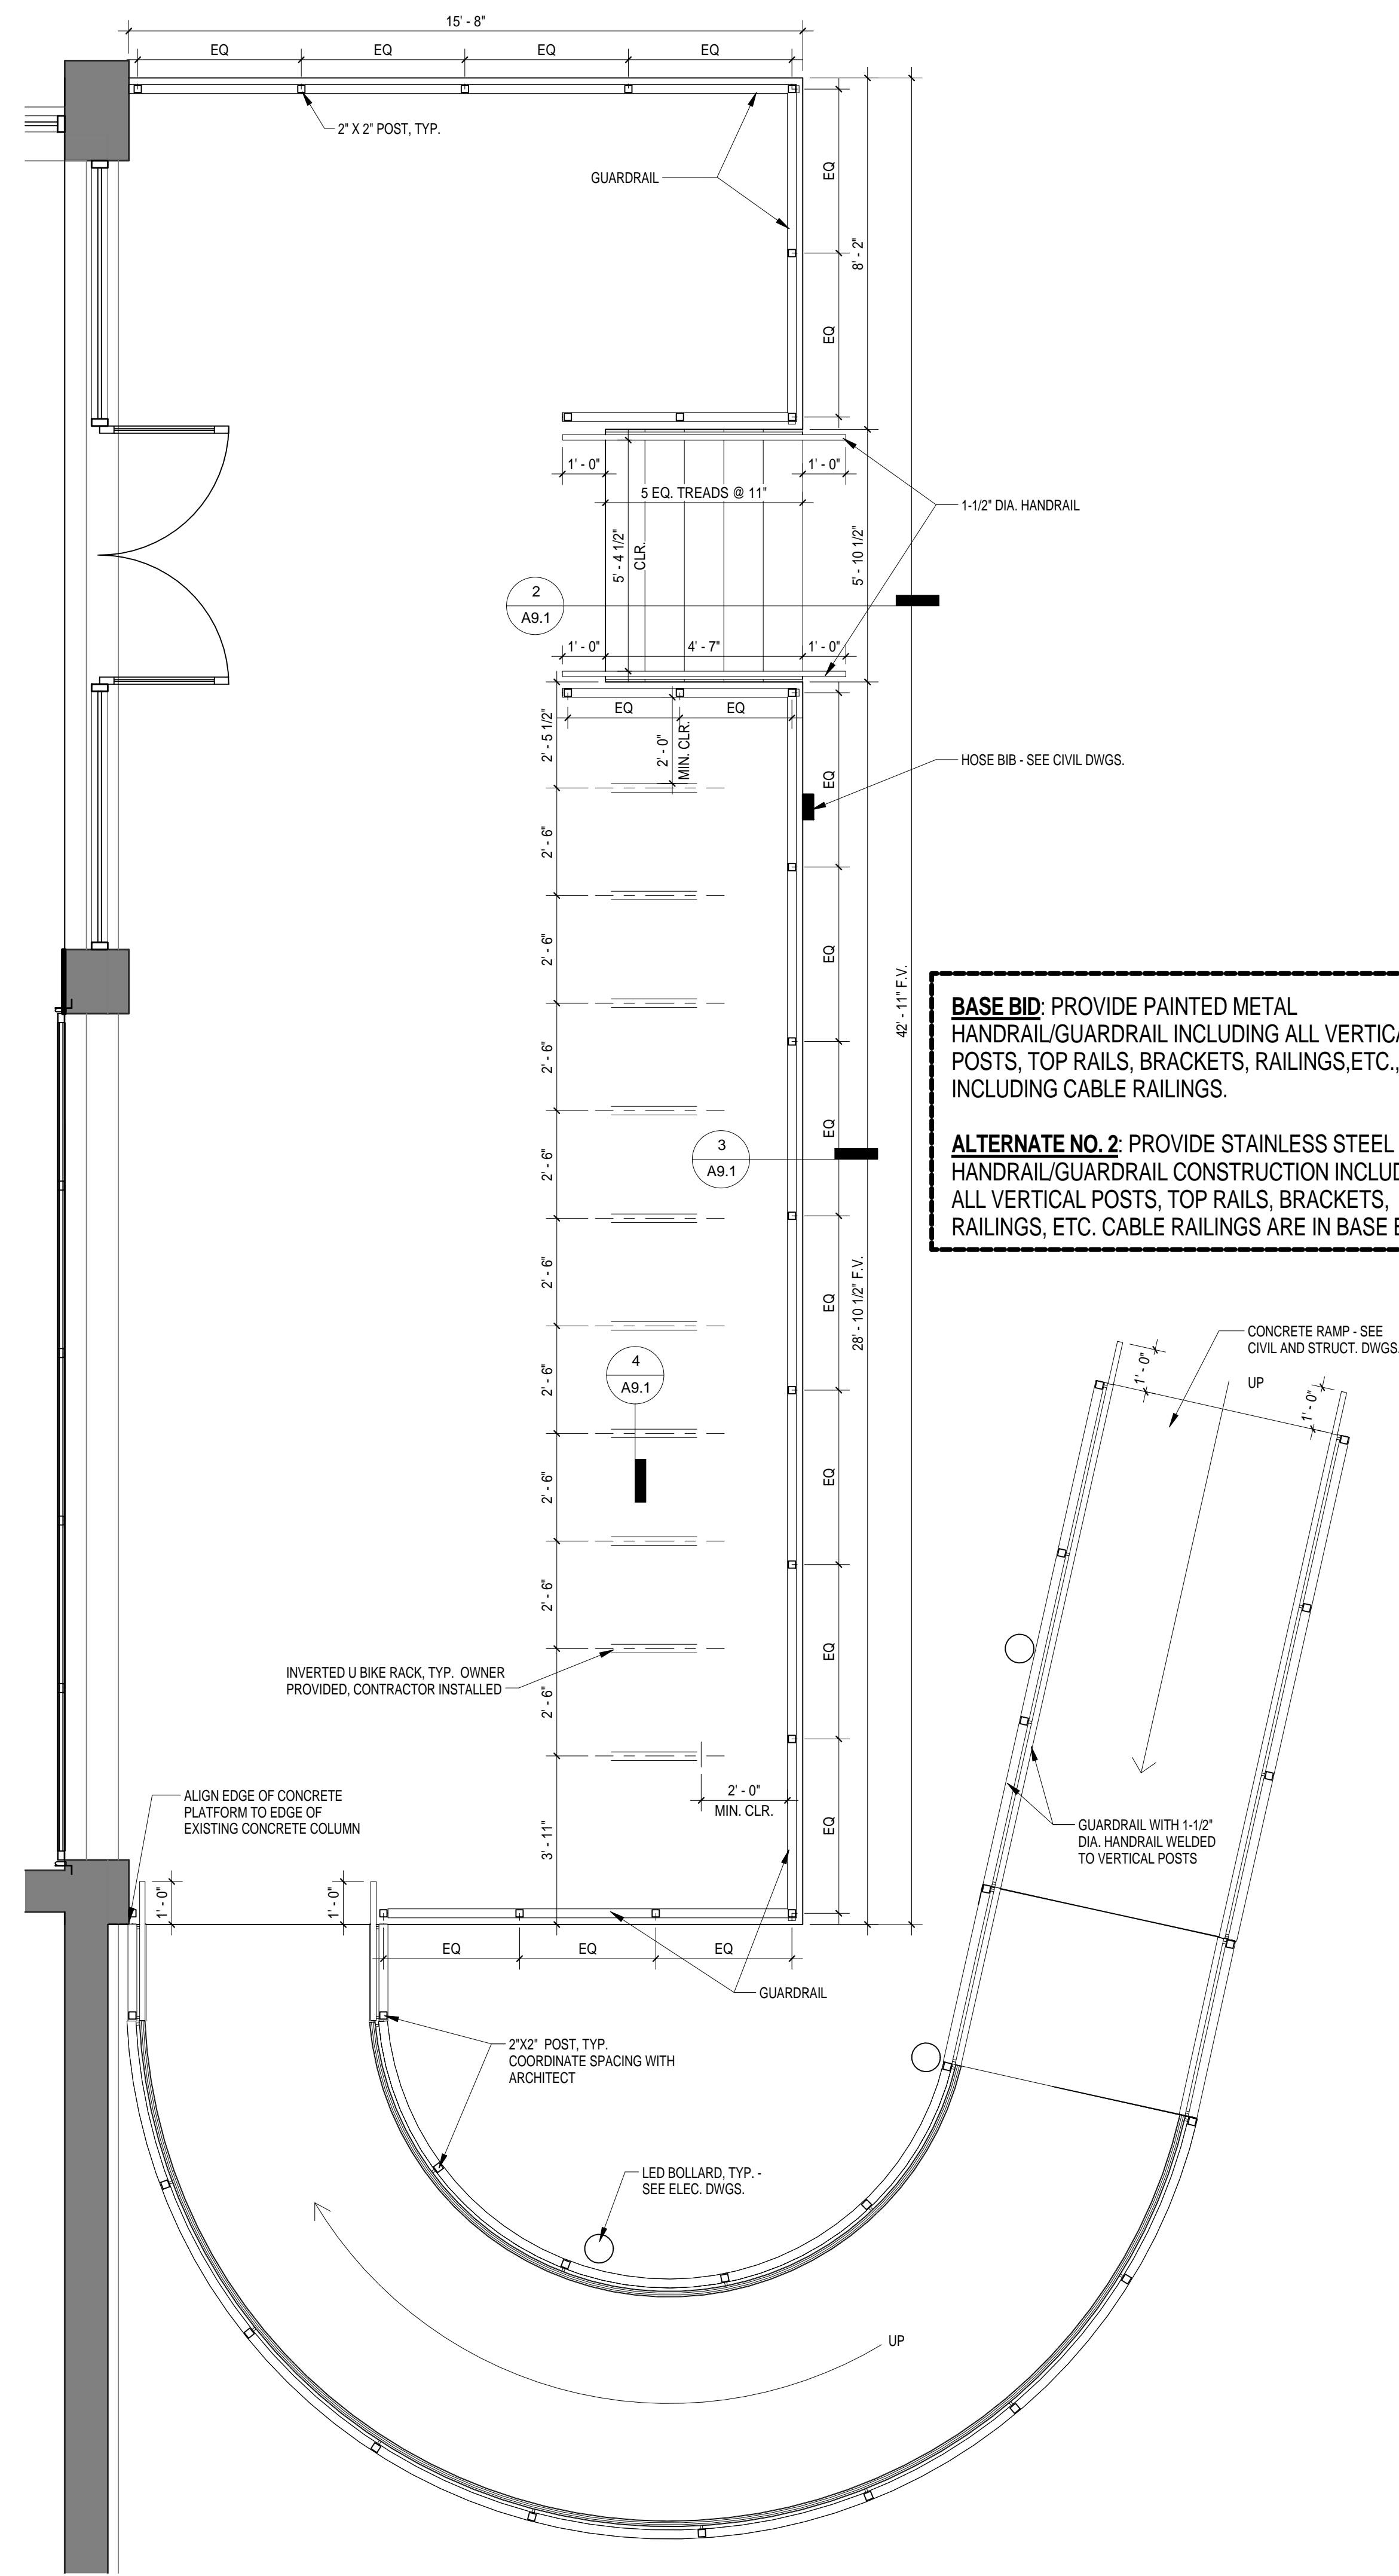 15' - 8"
EQ EQ EQ EQ
2" X 2" POST, TYP.
GUARDRAIL
EQ
8' - 2"
EQ
1' - 0" 1' - 0"
5 EQ. TREADS @ 11"
1-1/2" DIA. HANDRAIL
5' - 4 1/2"
CLR.
5' - 10 1/2"
2
A9.1
1' - 0" 4' - 7" 1' - 0"
EQ EQ
2' - 5 1/2"
2' - 0"
MIN. CLR.
HOSE BIB - SEE CIVIL DWGS.
EQ
2' - 6"
EQ
2' - 6"
42' - 11" F.V.
2' - 6"
EQ
3
A9.1
2' - 6"
28' - 10 1/2" F.V.
2' - 6"
EQ
4
A9.1
2' - 6"
EQ
2' - 6"
2' - 6"
EQ
2' - 6"
BASE BID: PROVIDE PAINTED METAL
HANDRAIL/GUARDRAIL INCLUDING ALL
POSTS, TOP RAILS, BRACKETS, RAILINGS,ETC.,
INCLUDING CABLE RAILINGS.
ALTERNATE NO. 2: PROVIDE STAINLESS STEEL
HANDRAIL/GUARDRAIL CONSTRUCTION
ALL VERTICAL POSTS, TOP RAILS, BRACKETS,
RAILINGS, ETC. CABLE RAILINGS ARE IN BASE
CONCRETE RAMP - SEE
CIVIL AND STRUCT. DWGS.
1' - 0"
UP
1' - 0"
INVERTED U BIKE RACK, TYP. OWNER
PROVIDED, CONTRACTOR INSTALLED
2' - 0"
MIN. CLR.
EQ
ALIGN EDGE OF CONCRETE
PLATFORM TO EDGE OF
EXISTING CONCRETE COLUMN
3' - 11"
GUARDRAIL WITH 1-1/2"
DIA. HANDRAIL WELDED
TO VERTICAL POSTS
1' - 0" 1' - 0"
EQ EQ EQ
GUARDRAIL
2"X2" POST, TYP.
COORDINATE SPACING WITH
ARCHITECT
LED BOLLARD, TYP. -
SEE ELEC. DWGS.
UP